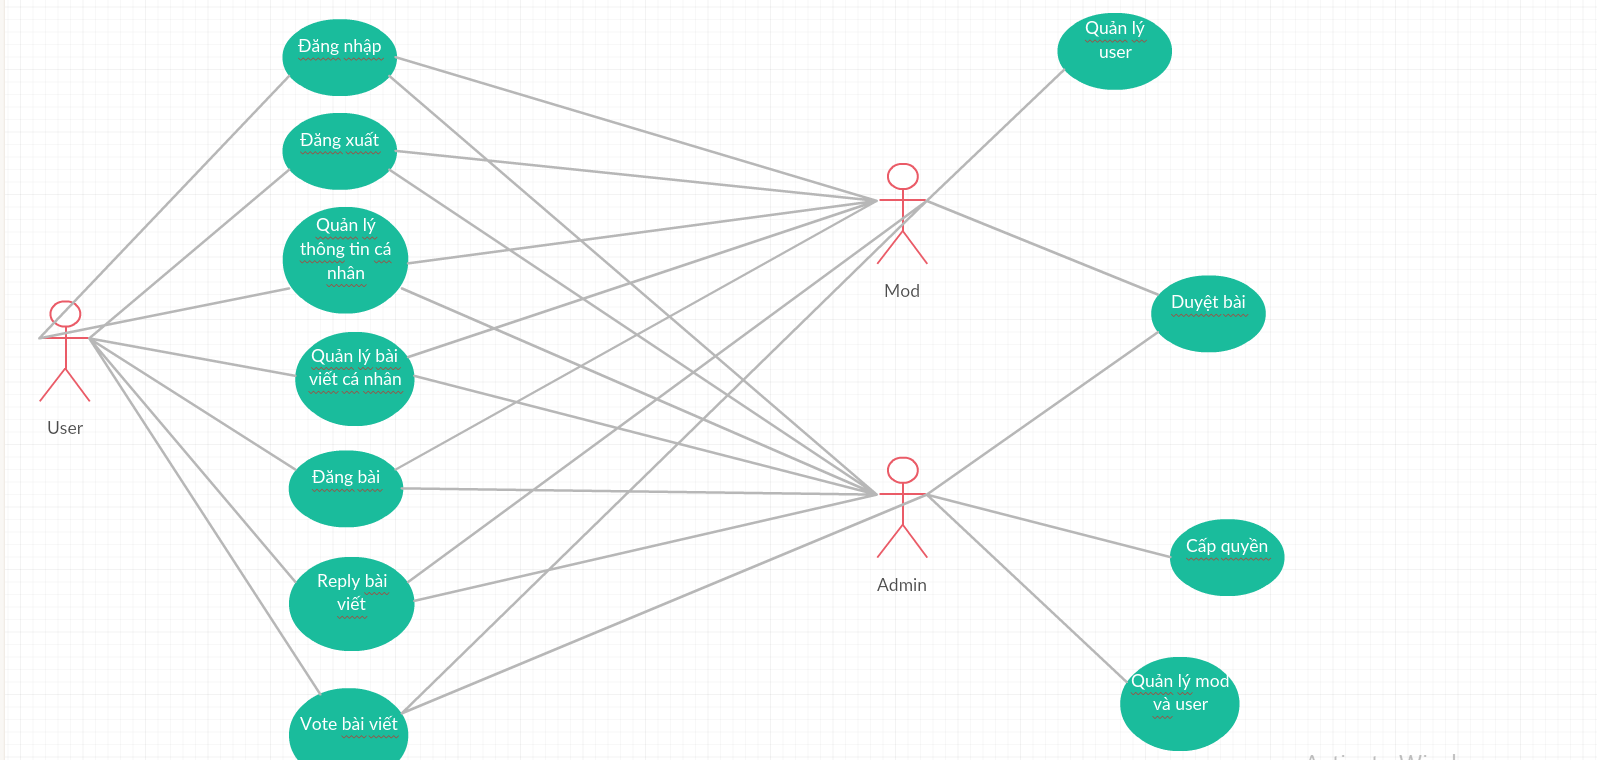 Đăng nhập
Đăng xuất
Quản lý
thông tin cá
nhân
Quản lý bài
viết cá nhân
Đăng bài
Reply bài
viết
Vote bài viết
User
Mod
Admin
Quản lý
user
Duyệt bài
Cấp quyền
Quản lý mod
và user